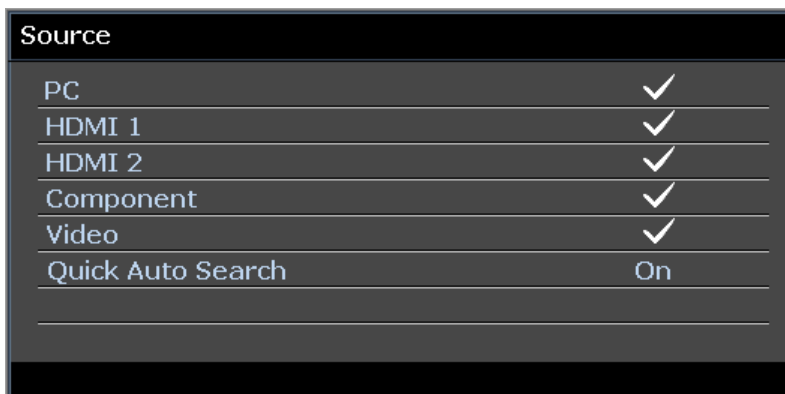 Source
PC ✓
HDMI 1 ✓
HDMI 2 ✓
Component ✓
Video ✓
Quick Auto Search On